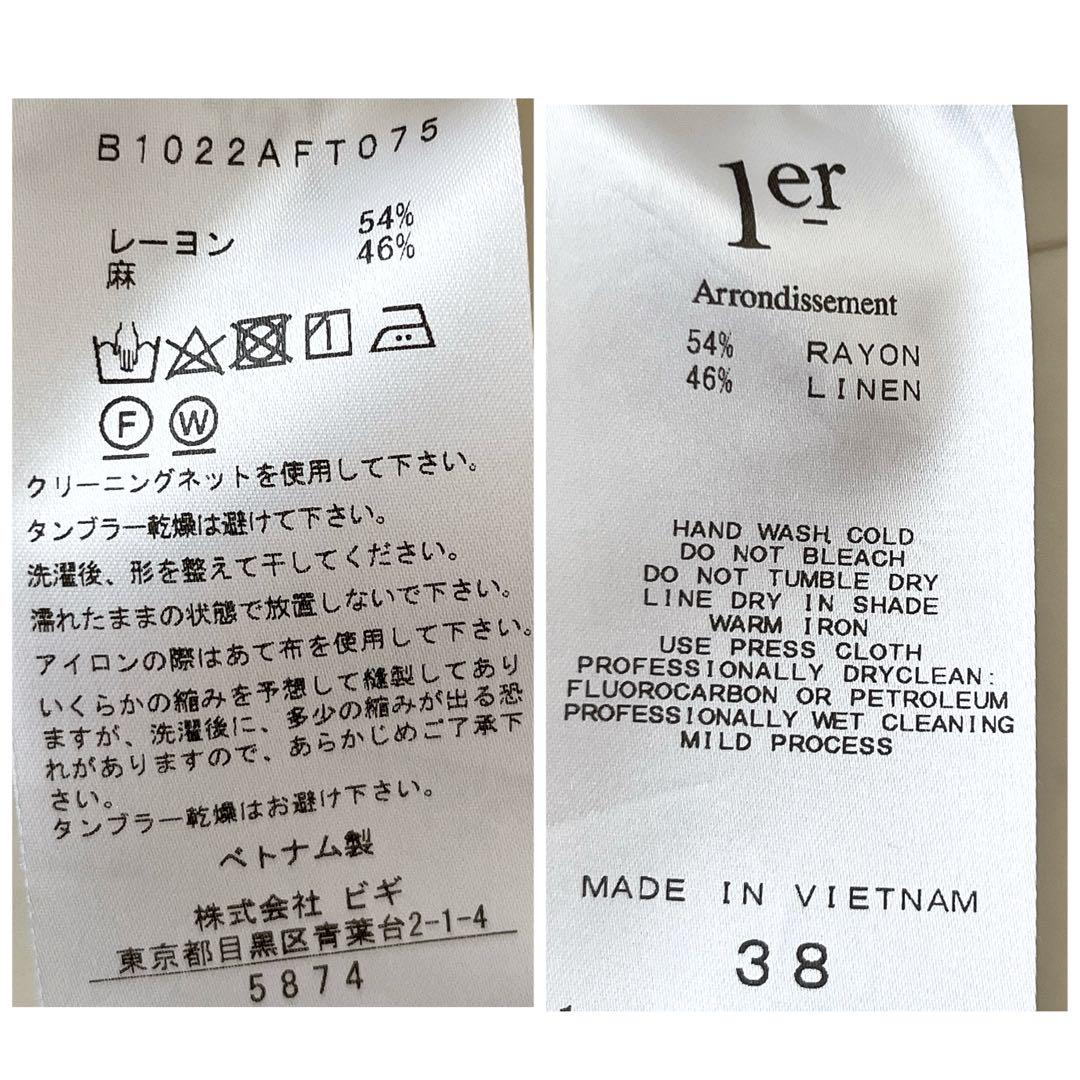 B1022AFT075
レーヨン 54%
麻 46%
F W
クリーニングネットを使用して下さい。
タンブラー乾燥は避けて下さい。
洗濯後、形を整えて干してください。
濡れたままの状態で放置しないで下さい。
アイロンの際はあて布を使用して下さい。
いくらかの縮みを予想して縫製してあり
ますが、洗濯後に、多少の縮みが出る恐
れがありますので、あらかじめご了承下
さい。
タンブラー乾燥はお避け下さい。
ベトナム製
株式会社 ビギ
東京都目黒区青葉台2-1-4
5874
1er
Arrondissement
54% RAYON
46% LINEN
HAND WASH COLD
DO NOT BLEACH
DO NOT TUMBLE DRY
LINE DRY IN SHADE
WARM IRON
USE PRESS CLOTH
PROFESSIONALLY DRYCLEAN:
FLUOROCARBON OR PETROLEUM
PROFESSIONALLY WET CLEANING
MILD PROCESS
MADE IN VIETNAM
38